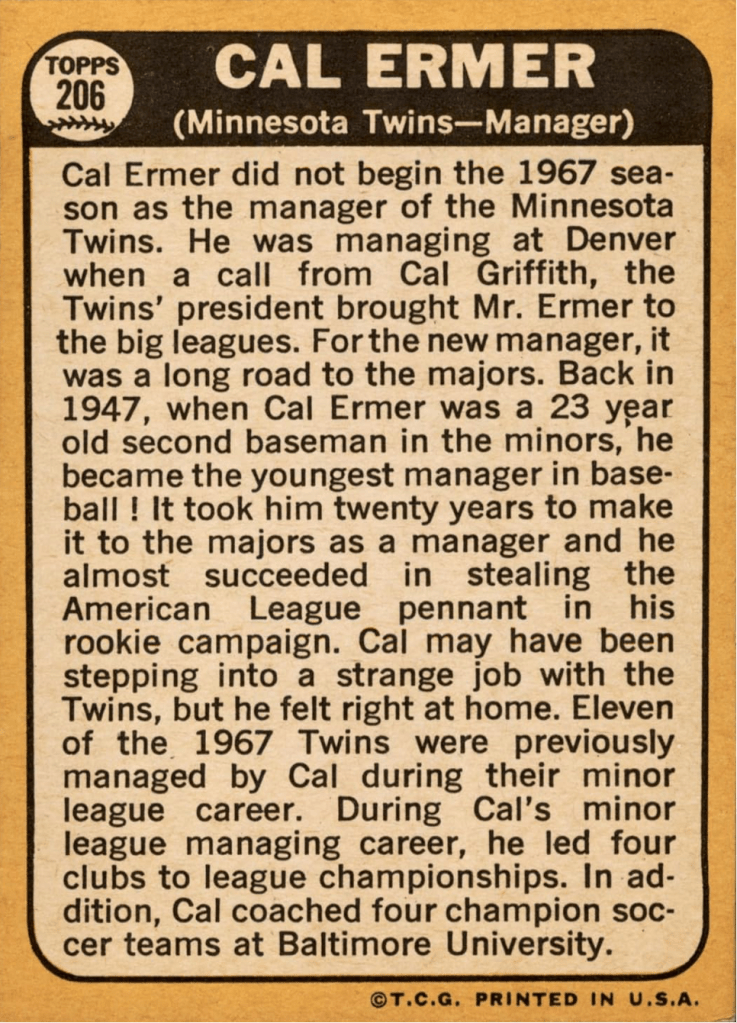 TOPPS
206
CAL ERMER
(Minnesota Twins—Manager)
Cal Ermer did not begin the 1967 sea-
son as the manager of the Minnesota
Twins. He was managing at Denver
when a call from Cal Griffith, the
Twins' president brought Mr. Ermer to
the big leagues. For the new manager, it
was a long road to the majors. Back in
1947, when Cal Ermer was a 23 year
old second baseman in the minors, he
became the youngest manager in base-
ball ! It took him twenty years to make
it to the majors as a manager and he
almost succeeded in stealing the
American League pennant in his
rookie campaign. Cal may have been
stepping into a strange job with the
Twins, but he felt right at home. Eleven
of the 1967 Twins were previously
managed by Cal during their minor
league career. During Cal's minor
league managing career, he led four
clubs to league championships. In ad-
dition, Cal coached four champion soc-
cer teams at Baltimore University.
©T.C.G. PRINTED IN U.S.A.